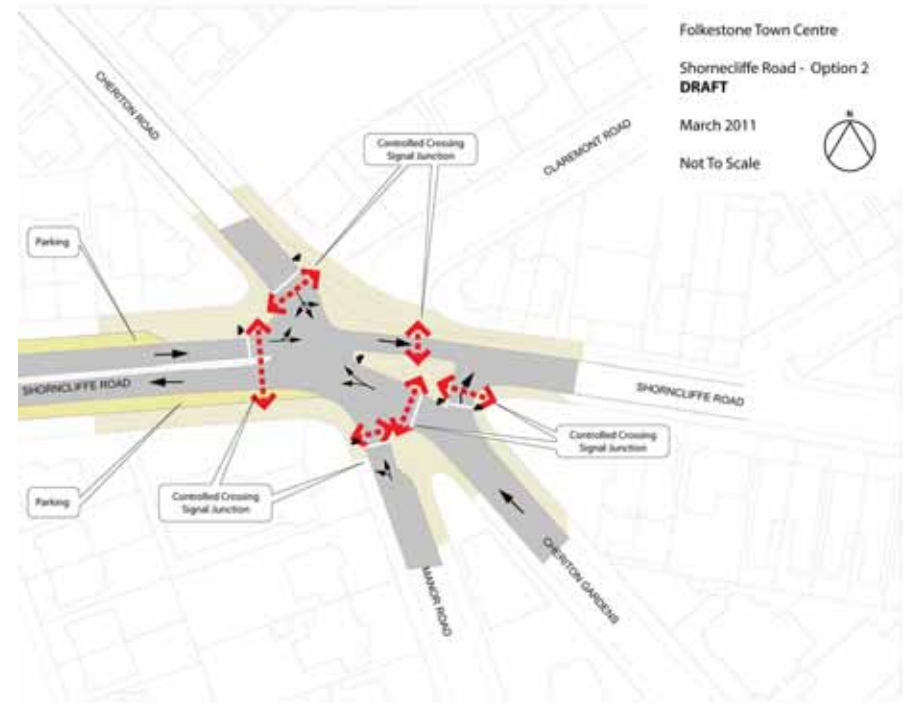 Folkestone Town Centre
Shornecliffe Road - Option 2
DRAFT
March 2011
Not To Scale
N
CHERITON ROAD
Controlled Crossing
Signal Junction
CLAREMONT ROAD
Parking
SHORNCLIFFE ROAD
SHORNCLIFFE ROAD
Controlled Crossing
Signal Junction
Controlled Crossing
Signal Junction
Parking
CHERITON GARDENS
MANOR ROAD